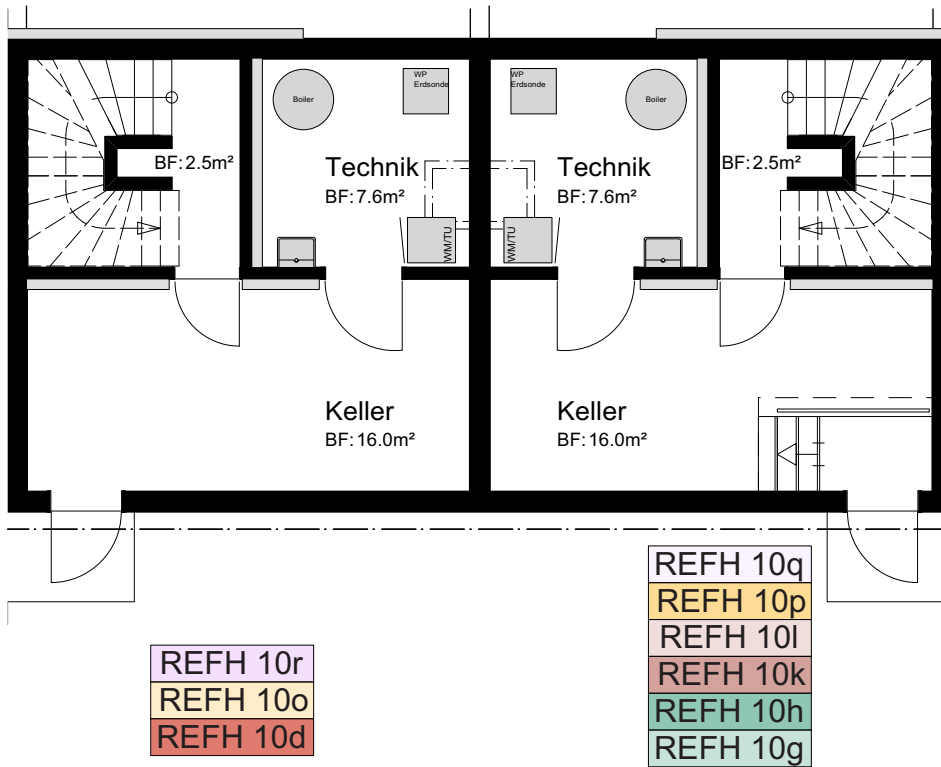 WP
Erdsonde
Boiler
WP
Erdsonde
Boiler
BF: 2.5m²
Technik
BF: 7.6m²
Technik
BF: 7.6m²
BF: 2.5m²
WM/TU
WM/TU
Keller
BF: 16.0m²
Keller
BF: 16.0m²
REFH 10r
REFH 10o
REFH 10d
REFH 10q
REFH 10p
REFH 10l
REFH 10k
REFH 10h
REFH 10g